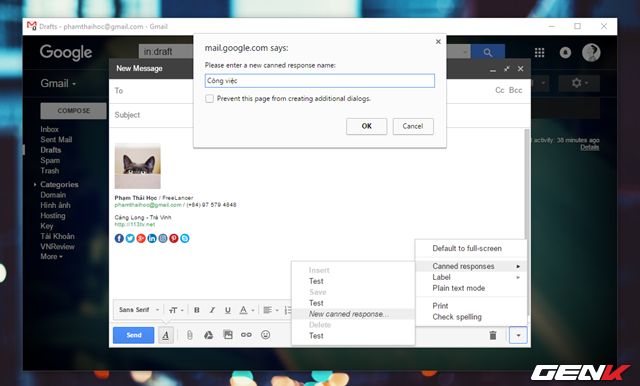 Drafts - phamthaihoc@gmail.com - Gmail
Google
in:draft
mail.google.com says:
Please enter a new canned response name:
Công việc
Prevent this page from creating additional dialogs.
OK
Cancel
Gmail
COMPOSE
Inbox
Sent Mail
Drafts
Spam
Trash
Categories
Domain
Hình ảnh
Hosting
Key
Tài Khoản
VNReview
More
New Message
To
Cc Bcc
Subject
Phạm Thái Học / FreeLancer
phamthaihoc@gmail.com / (+84) 97 579 4848
Càng Long - Trà Vinh
http://113tv.net
activity: 38 minutes ago
Details
Default to full-screen
Canned responses
Label
Plain text mode
Print
Check spelling
Insert
Test
Save
Test
New canned response...
Delete
Test
Sans Serif
Send
GENK